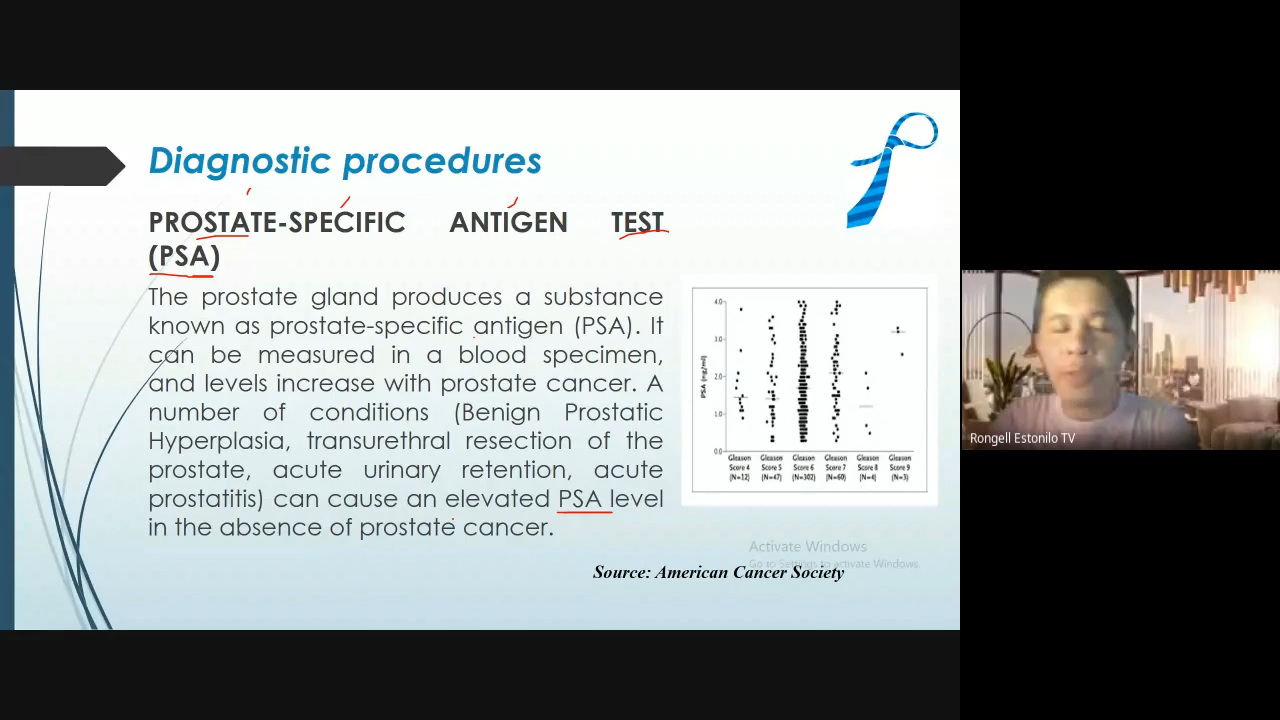 Diagnostic procedures
PROSTATE-SPECIFIC ANTIGEN TEST
(PSA)
The prostate gland produces a substance
known as prostate-specific antigen (PSA). It
can be measured in a blood specimen,
and levels increase with prostate cancer. A
number of conditions (Benign Prostatic
Hyperplasia, transurethral resection of the
prostate, acute urinary retention, acute
prostatitis) can cause an elevated PSA level
in the absence of prostate cancer.
PSA (ng/ml)
4.0
3.0
2.0
1.0
0.0
Gleason Gleason Gleason Gleason Gleason Gleason
Score 4 Score 5 Score 6 Score 7 Score 8 Score 9
(N=12) (N=47) (N=302) (N=60) (N=4) (N=3)
Activate Windows
Go to Settings to activate Windows.
Source: American Cancer Society
Rongell Estonilo TV